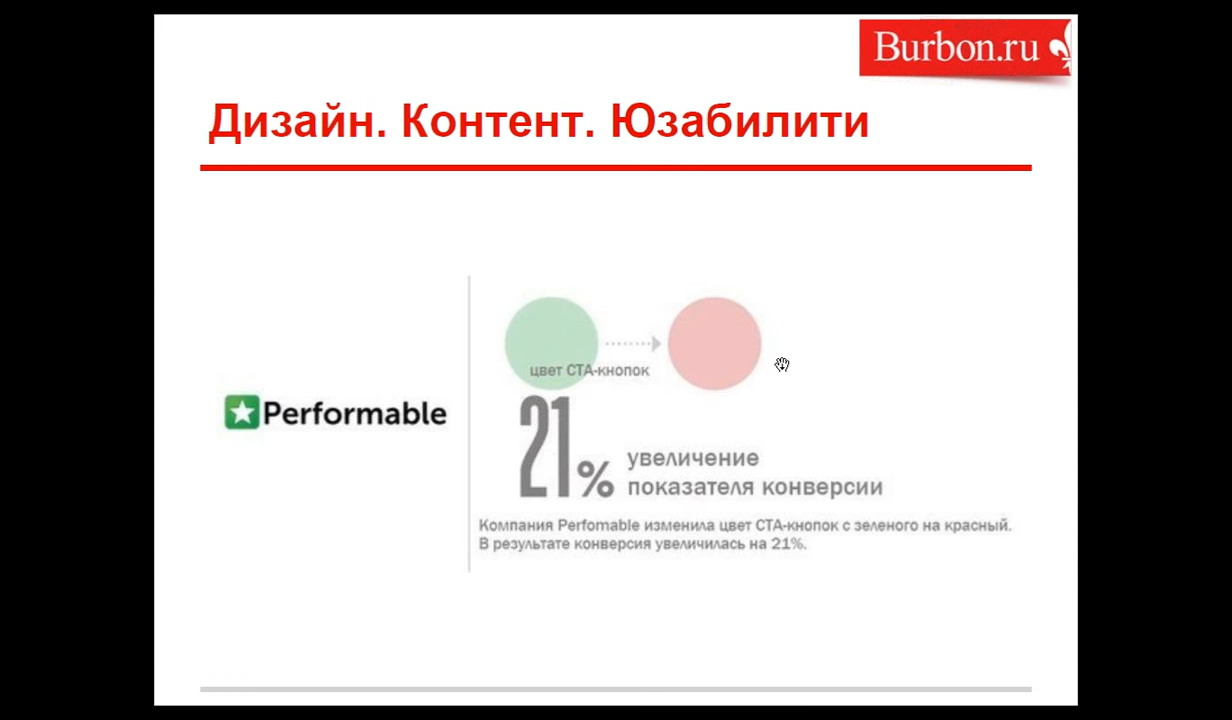 Burbon.ru
Дизайн. Контент. Юзабилити
цвет CTA-кнопок
Performable
21%
увеличение
показателя конверсии
Компания Perfomable изменила цвет CTA-кнопок с зеленого на красный.
В результате конверсия увеличилась на 21%.